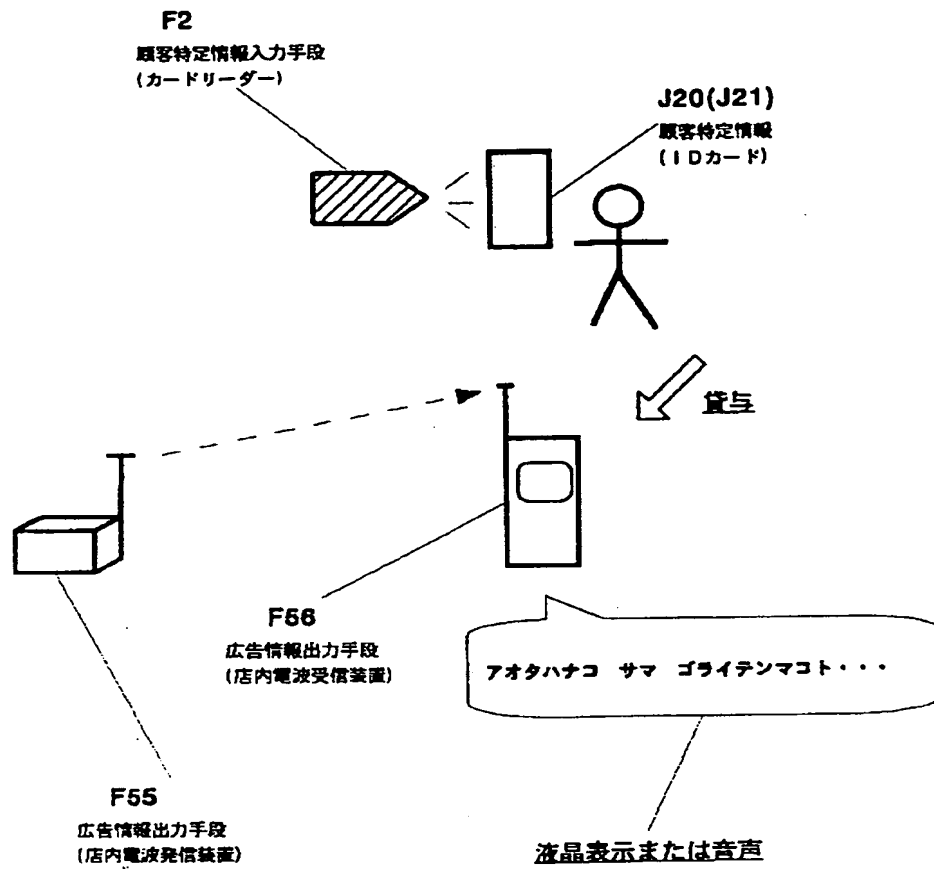 F2
顧客特定情報入力手段
(カードリーダー)
J20(J21)
顧客特定情報
(IDカード)
貸与
F56
広告情報出力手段
(店内電波受信装置)
アオタハナコ サマ ゴライテンマコト・・・
F55
広告情報出力手段
(店内電波発信装置)
液晶表示または音声